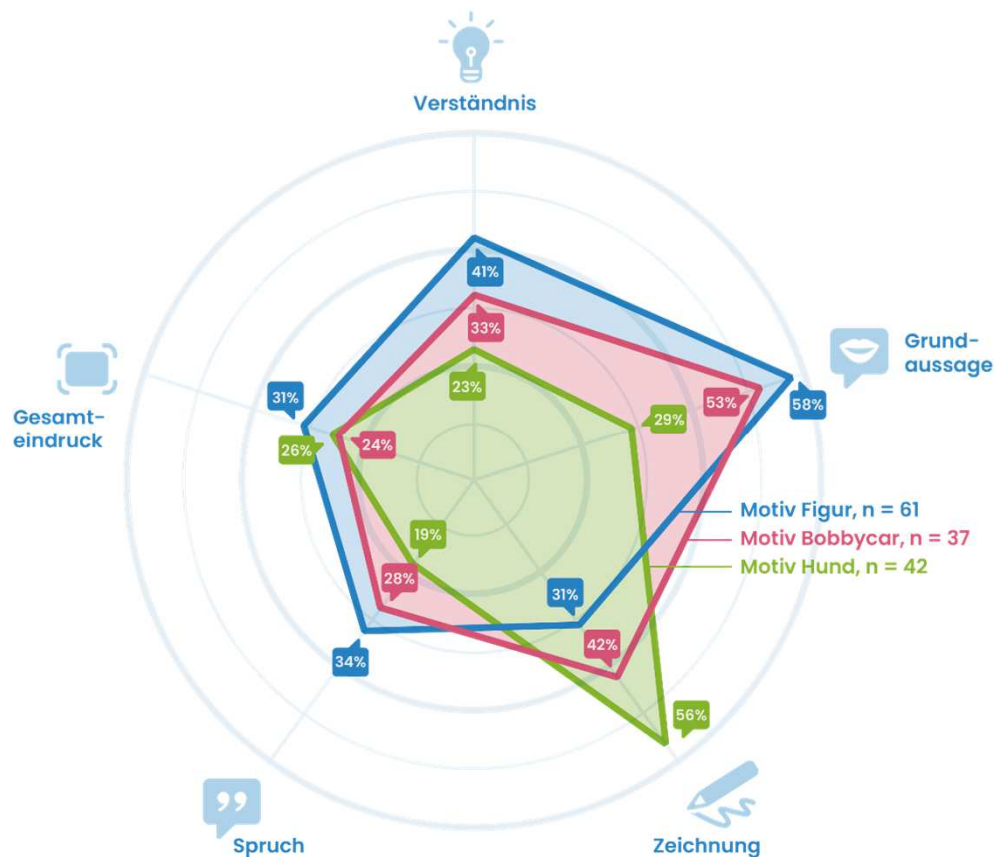 Verständnis
41%
33%
23%
Grund-
aussage
53%
58%
29%
Gesamt-
eindruck
31%
26%
24%
Motiv Figur, n = 61
Motiv Bobbycar, n = 37
Motiv Hund, n = 42
19%
28%
34%
31%
42%
56%
Spruch
Zeichnung